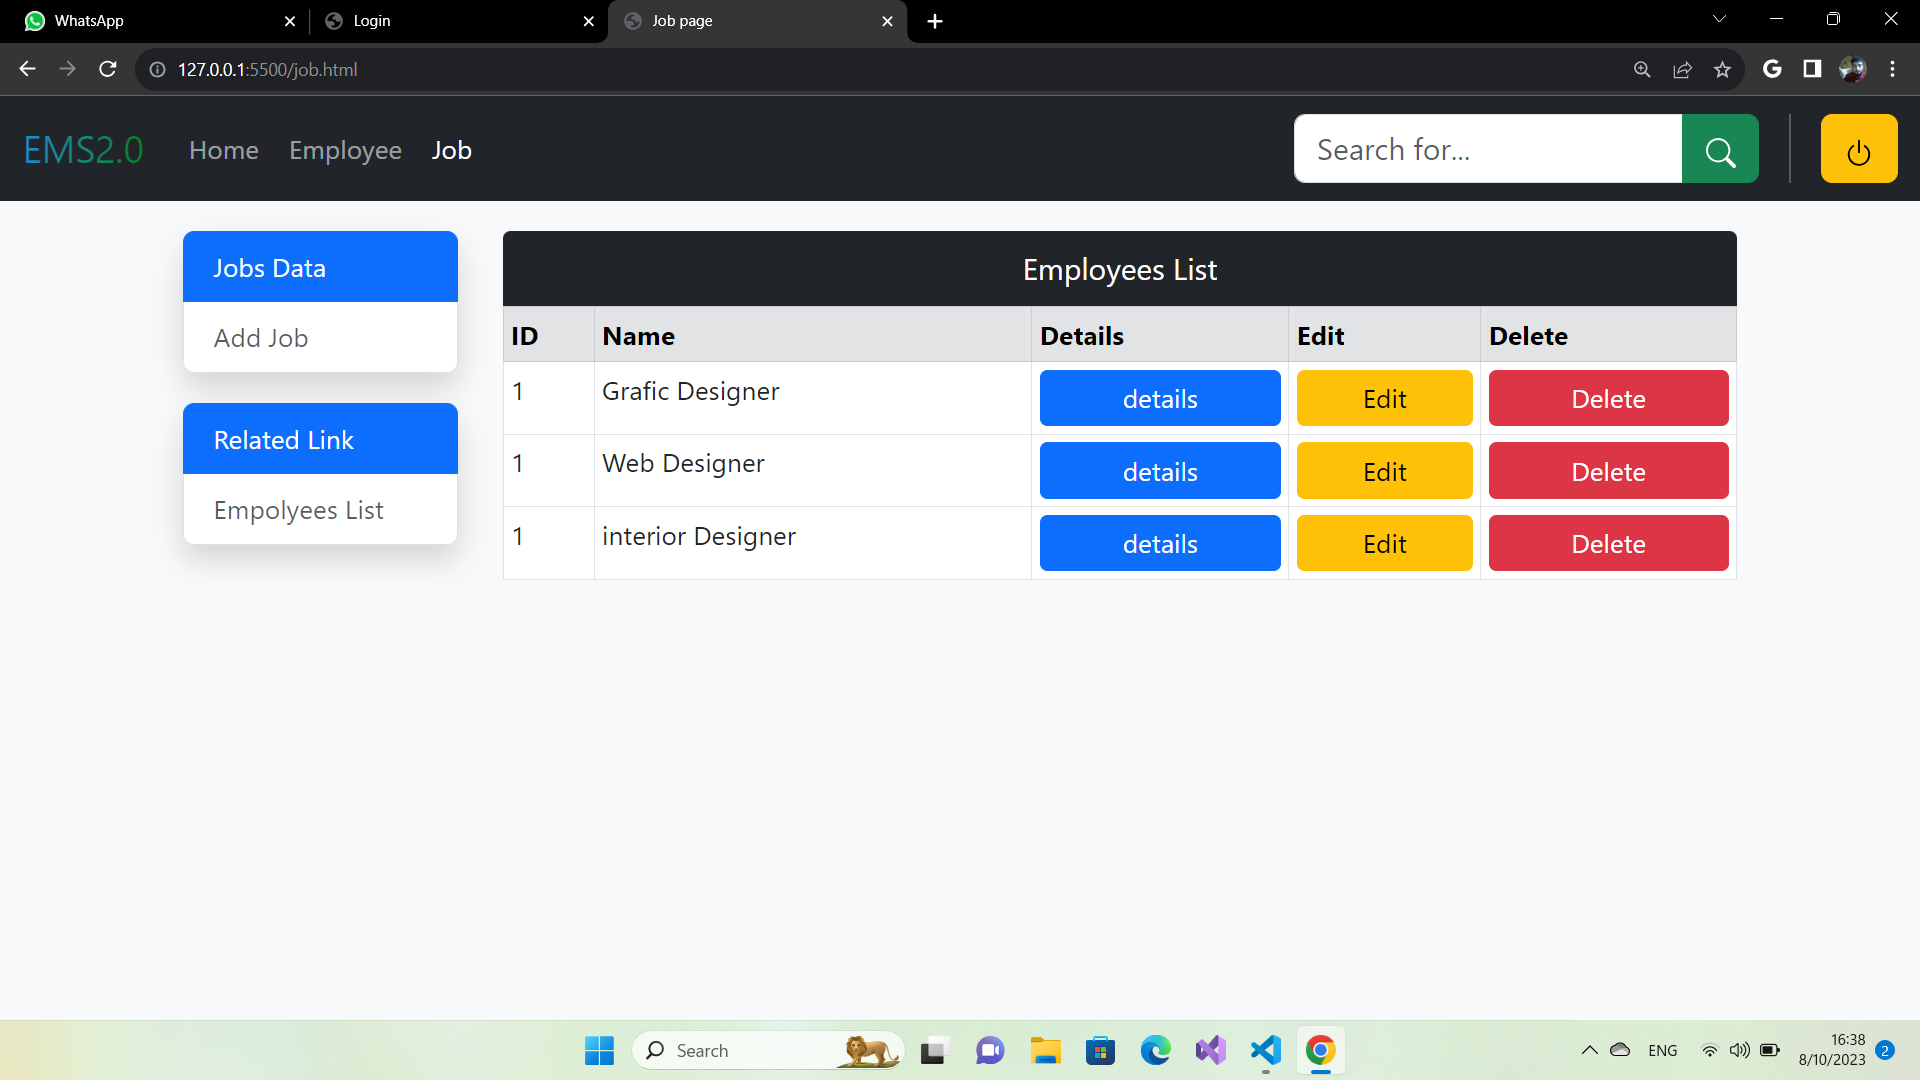 WhatsApp
Login
Job page
127.0.0.1:5500/job.html
EMS2.0
Home
Employee
Job
Search for...
Jobs Data
Add Job
Related Link
Empolyees List
Employees List
ID Name Details Edit Delete
1 Grafic Designer details Edit Delete
1 Web Designer details Edit Delete
1 interior Designer details Edit Delete
Search
ENG
16:38
8/10/2023
2